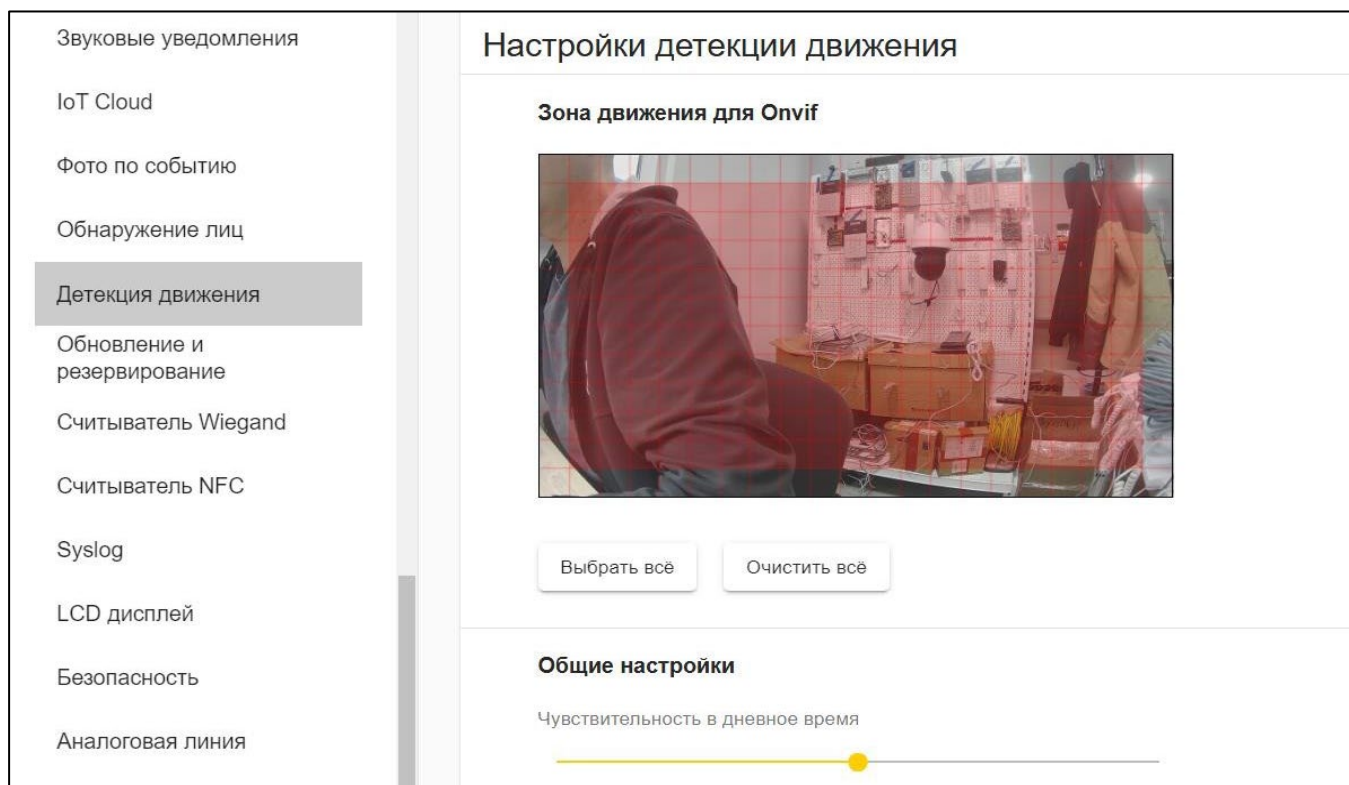 Звуковые уведомления
IoT Cloud
Фото по событию
Обнаружение лиц
Детекция движения
Обновление и
резервирование
Считыватель Wiegand
Считыватель NFC
Syslog
LCD дисплей
Безопасность
Аналоговая линия
Настройки детекции движения
Зона движения для Onvif
Выбрать всё
Очистить всё
Общие настройки
Чувствительность в дневное время